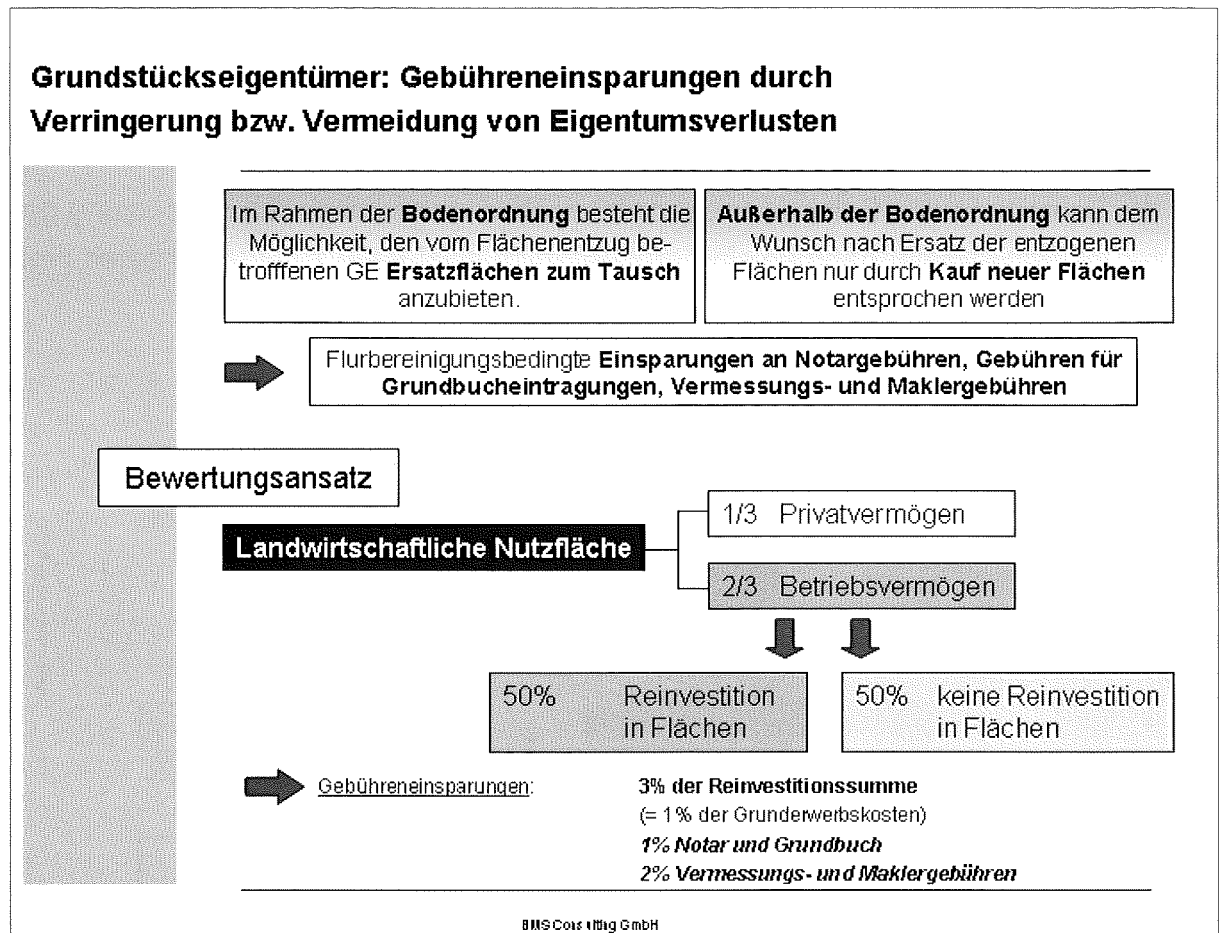 Grundstückseigentümer: Gebühreneinsparungen durch
Verringerung bzw. Vermeidung von Eigentumsverlusten
Im Rahmen der Bodenordnung besteht die
Möglichkeit, den vom Flächenentzug be-
trofffenen GE Ersatzflächen zum Tausch
anzubieten.
Außerhalb der Bodenordnung kann dem
Wunsch nach Ersatz der entzogenen
Flächen nur durch Kauf neuer Flächen
entsprochen werden
Flurbereinigungsbedingte Einsparungen an Notargebühren, Gebühren für
Grundbucheintragungen, Vermessungs- und Maklergebühren
Bewertungsansatz
Landwirtschaftliche Nutzfläche
1/3 Privatvermögen
2/3 Betriebsvermögen
50% Reinvestition
in Flächen
50% keine Reinvestition
in Flächen
Gebühreneinsparungen:
3% der Reinvestitionssumme
(= 1% der Grunderwerbskosten)
1% Notar und Grundbuch
2% Vermessungs- und Maklergebühren
BMS Consulting GmbH